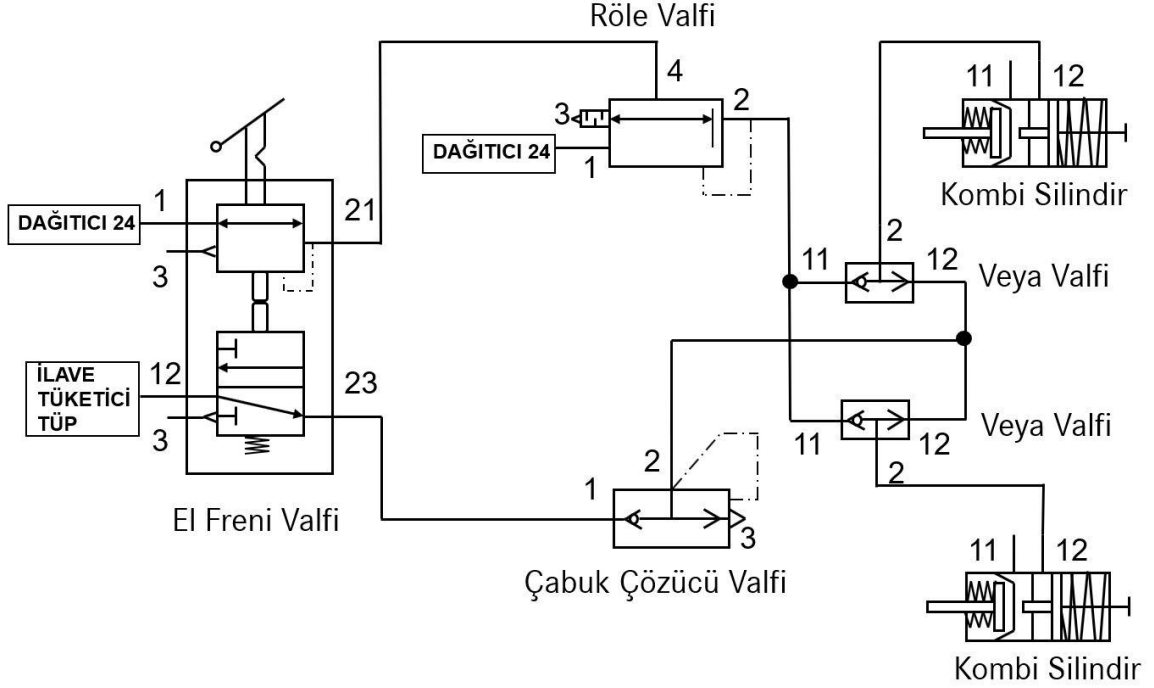 Röle Valfi
4
3
2
11
12
DAĞITICI 24
1
Kombi Silindir
1
21
DAĞITICI 24
3
2
11
12
Veya Valfi
İLAVE
TÜKETİCİ
TÜP
12
23
3
Veya Valfi
11
12
2
2
1
El Freni Valfi
3
11
12
Çabuk Çözücü Valfi
Kombi Silindir